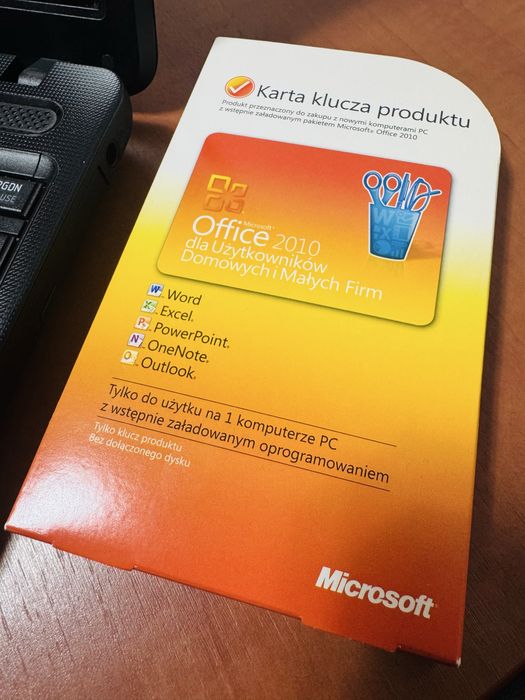 Karta klucza produktu
Produkt przeznaczony do zakupu z nowymi komputerami PC
z wstępnie załadowanym pakietem Microsoft® Office 2010
Microsoft®
Office 2010
dla Użytkowników
Domowych i Małych Firm
Word
Excel®
PowerPoint®
OneNote®
Outlook®
Tylko do użytku na 1 komputerze PC
z wstępnie załadowanym oprogramowaniem
Tylko klucz produktu
Bez dołączonego dysku
Microsoft®
PGDN